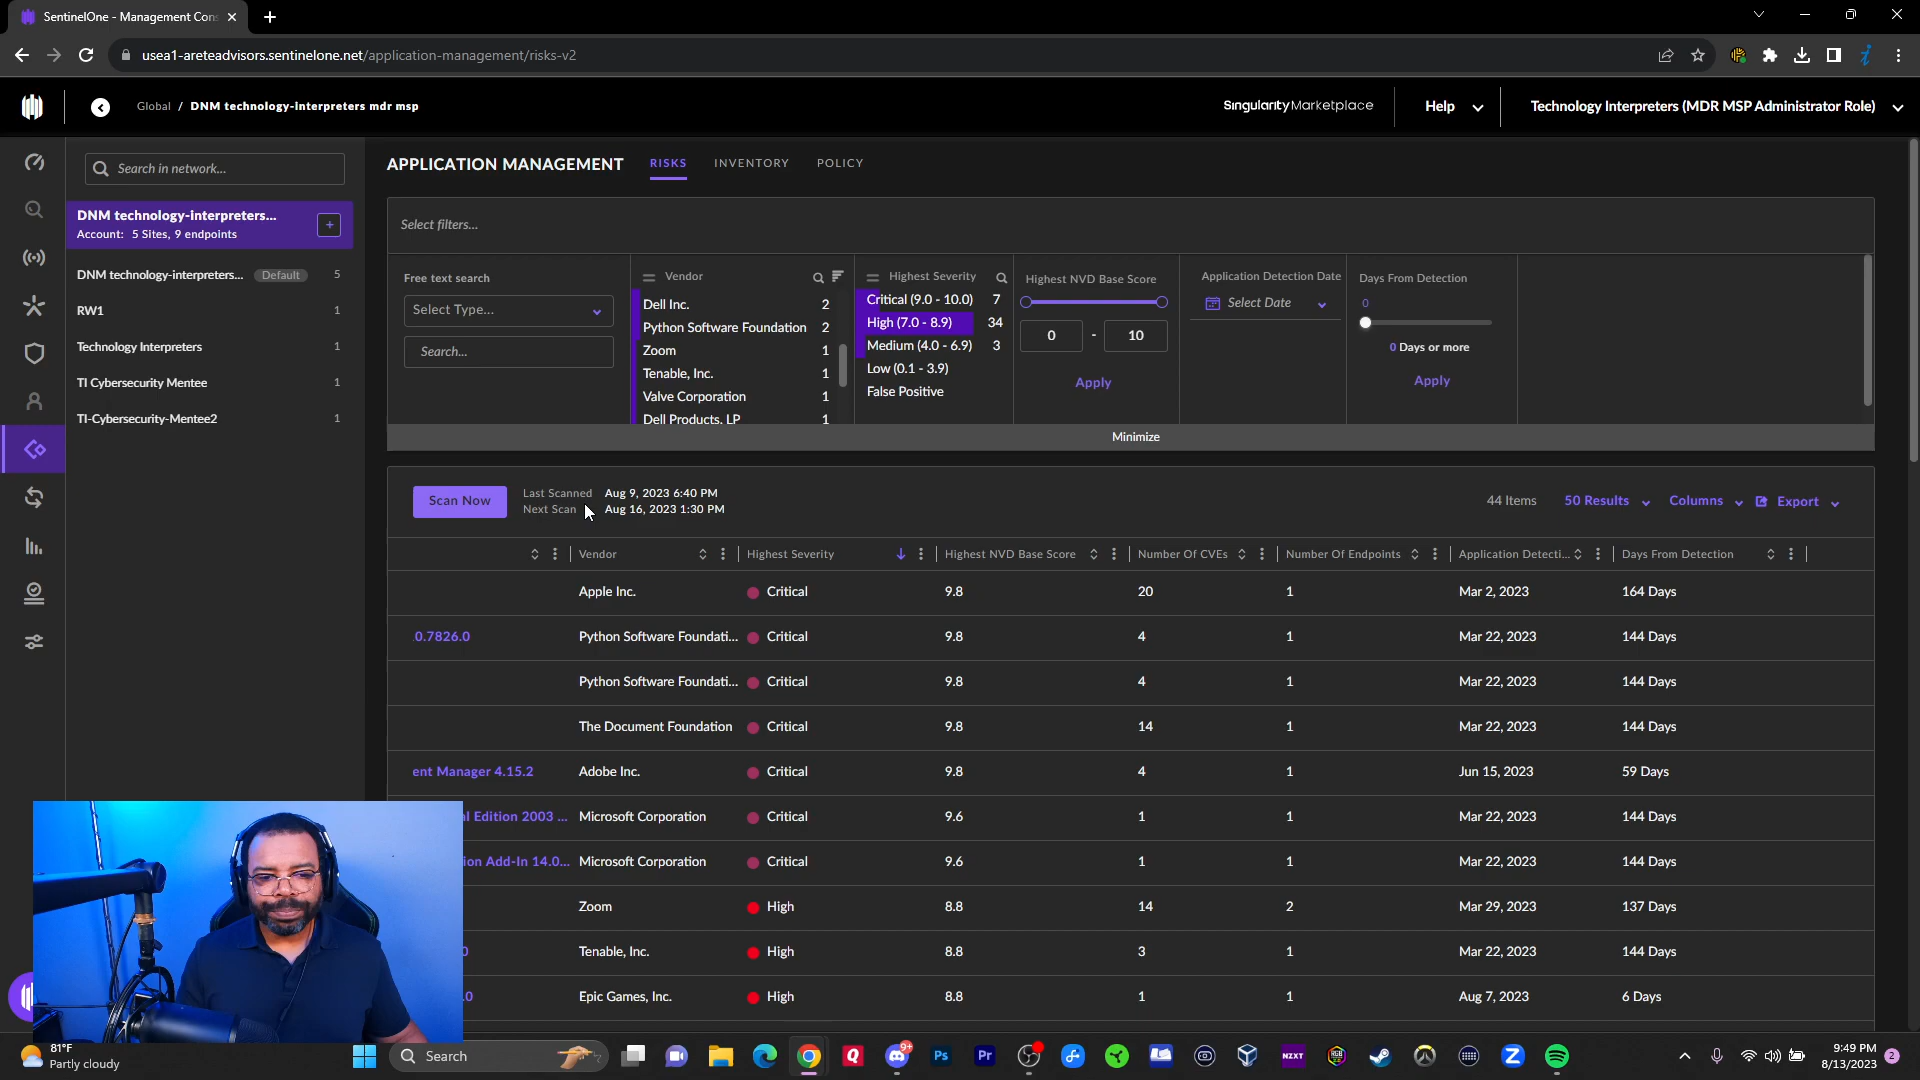 SentinelOne - Management Con
usea1-areteadvisors.sentinelone.net/application-management/risks-v2
Global / DNM technology-interpreters mdr msp
Singularity Marketplace
Help
Technology Interpreters (MDR MSP Administrator Role)
Search in network...
DNM technology-interpreters...
Account: 5 Sites, 9 endpoints
DNM technology-interpreters... Default 5
RW1 1
Technology Interpreters 1
TI Cybersecurity Mentee 1
TI-Cybersecurity-Mentee2 1
APPLICATION MANAGEMENT RISKS INVENTORY POLICY
Select filters...
Free text search
Select Type...
Search...
Vendor
Dell Inc. 2
Python Software Foundation 2
Zoom 1
Tenable, Inc. 1
Valve Corporation 1
Dell Products, LP 1
Highest Severity
Critical (9.0 - 10.0) 7
High (7.0 - 8.9) 34
Medium (4.0 - 6.9) 3
Low (0.1 - 3.9)
False Positive
Highest NVD Base Score
0 - 10
Apply
Application Detection Date
Select Date
Days From Detection
0
0 Days or more
Apply
Minimize
Scan Now
Last Scanned Aug 9, 2023 6:40 PM
Next Scan Aug 16, 2023 1:30 PM
44 Items 50 Results Columns Export
Vendor Highest Severity Highest NVD Base Score Number Of CVEs Number Of Endpoints Application Detecti... Days From Detection
Apple Inc. Critical 9.8 20 1 Mar 2, 2023 164 Days
.0.7826.0 Python Software Foundati... Critical 9.8 4 1 Mar 22, 2023 144 Days
Python Software Foundati... Critical 9.8 4 1 Mar 22, 2023 144 Days
The Document Foundation Critical 9.8 14 1 Mar 22, 2023 144 Days
ent Manager 4.15.2 Adobe Inc. Critical 9.8 4 1 Jun 15, 2023 59 Days
l Edition 2003 ... Microsoft Corporation Critical 9.6 1 1 Mar 22, 2023 144 Days
ion Add-In 14.0... Microsoft Corporation Critical 9.6 1 1 Mar 22, 2023 144 Days
Zoom High 8.8 14 2 Mar 29, 2023 137 Days
0 Tenable, Inc. High 8.8 3 1 Mar 22, 2023 144 Days
.0 Epic Games, Inc. High 8.8 1 1 Aug 7, 2023 6 Days
81°F
Partly cloudy
Search
9+
Ps
Pr
NZXT
9:49 PM
8/13/2023
2